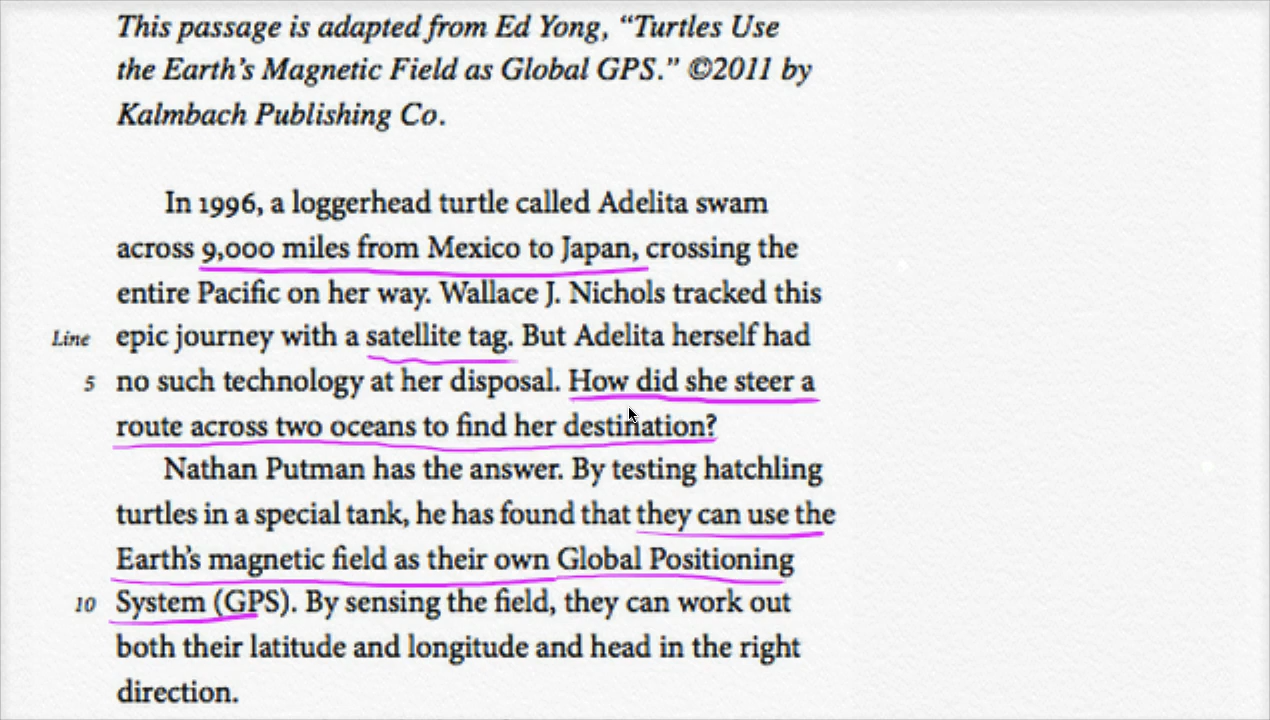 This passage is adapted from Ed Yong, “Turtles Use
the Earth’s Magnetic Field as Global GPS.” ©2011 by
Kalmbach Publishing Co.
In 1996, a loggerhead turtle called Adelita swam
across 9,000 miles from Mexico to Japan, crossing the
entire Pacific on her way. Wallace J. Nichols tracked this
Line epic journey with a satellite tag. But Adelita herself had
5 no such technology at her disposal. How did she steer a
route across two oceans to find her destination?
Nathan Putman has the answer. By testing hatchling
turtles in a special tank, he has found that they can use the
Earth’s magnetic field as their own Global Positioning
10 System (GPS). By sensing the field, they can work out
both their latitude and longitude and head in the right
direction.